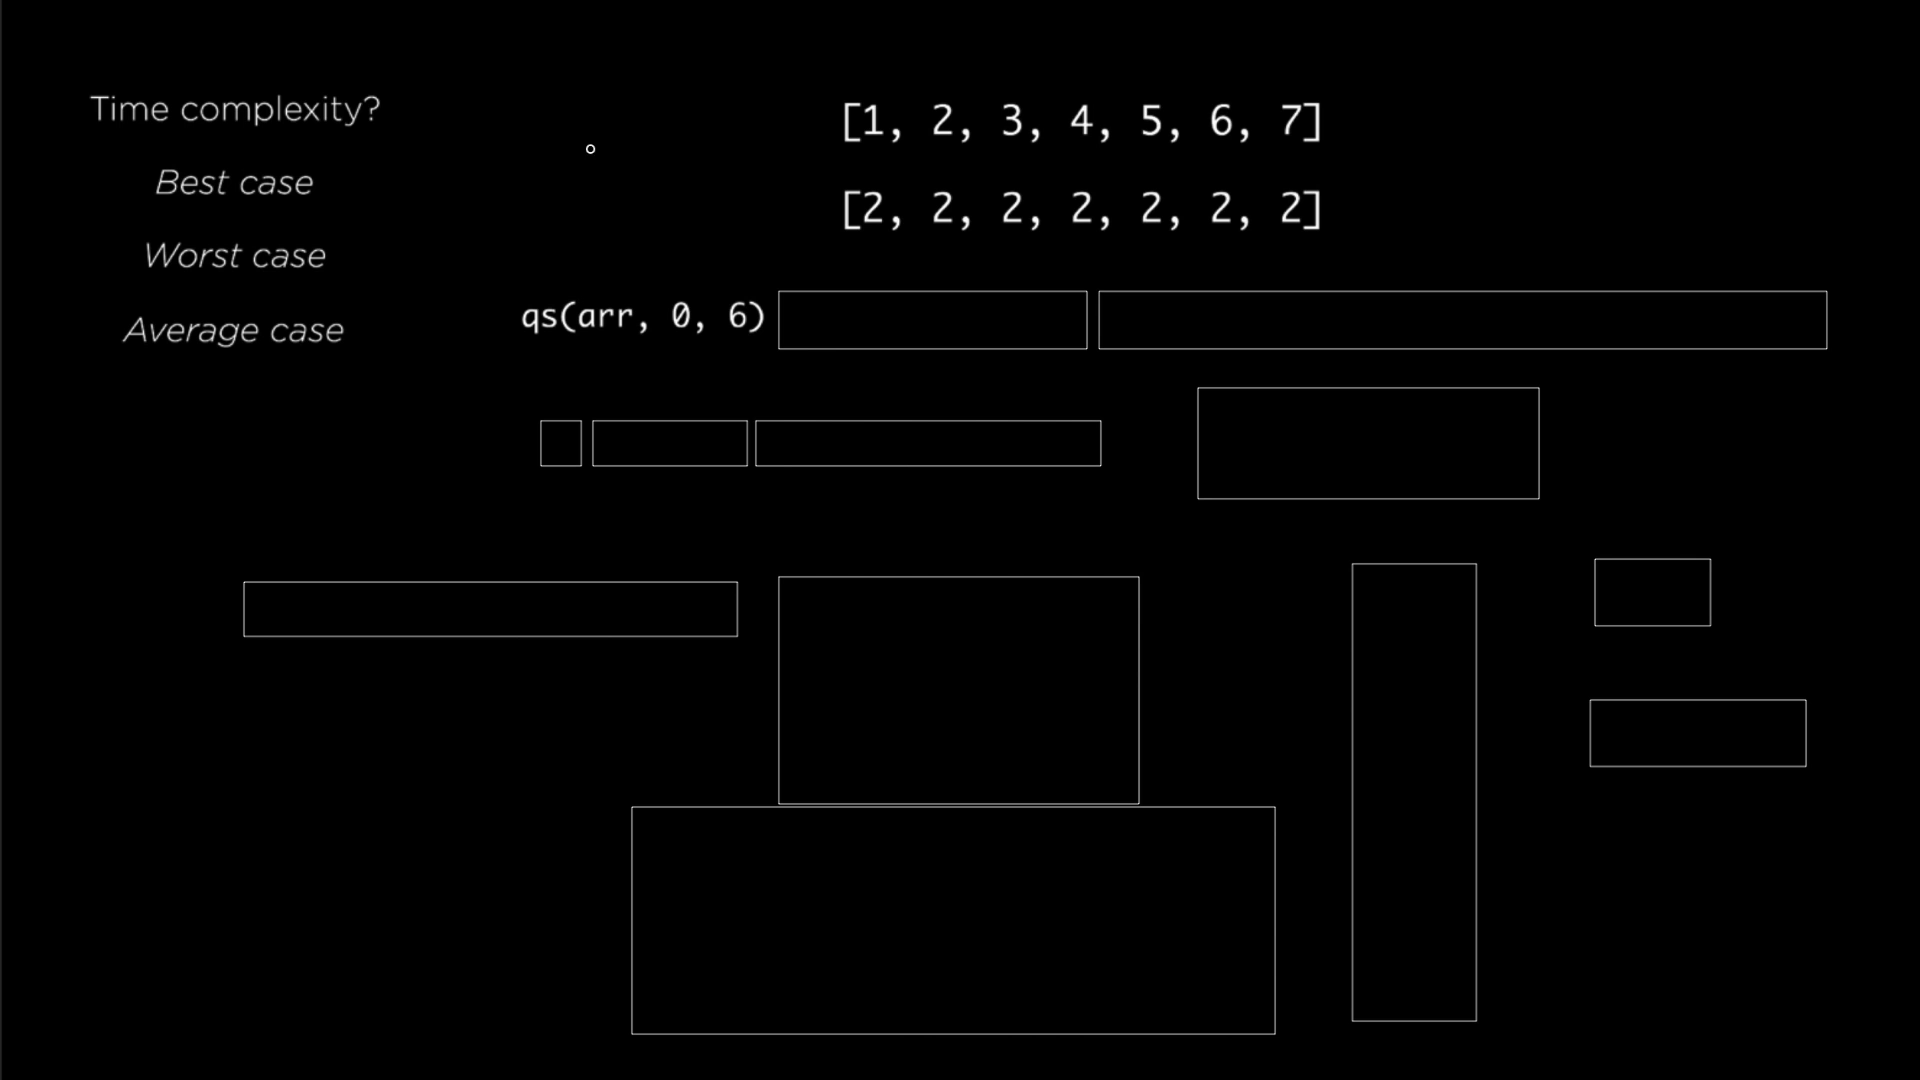 Time complexity?
Best case
Worst case
Average case
[1, 2, 3, 4, 5, 6, 7]
[2, 2, 2, 2, 2, 2, 2]
qs(arr, 0, 6)